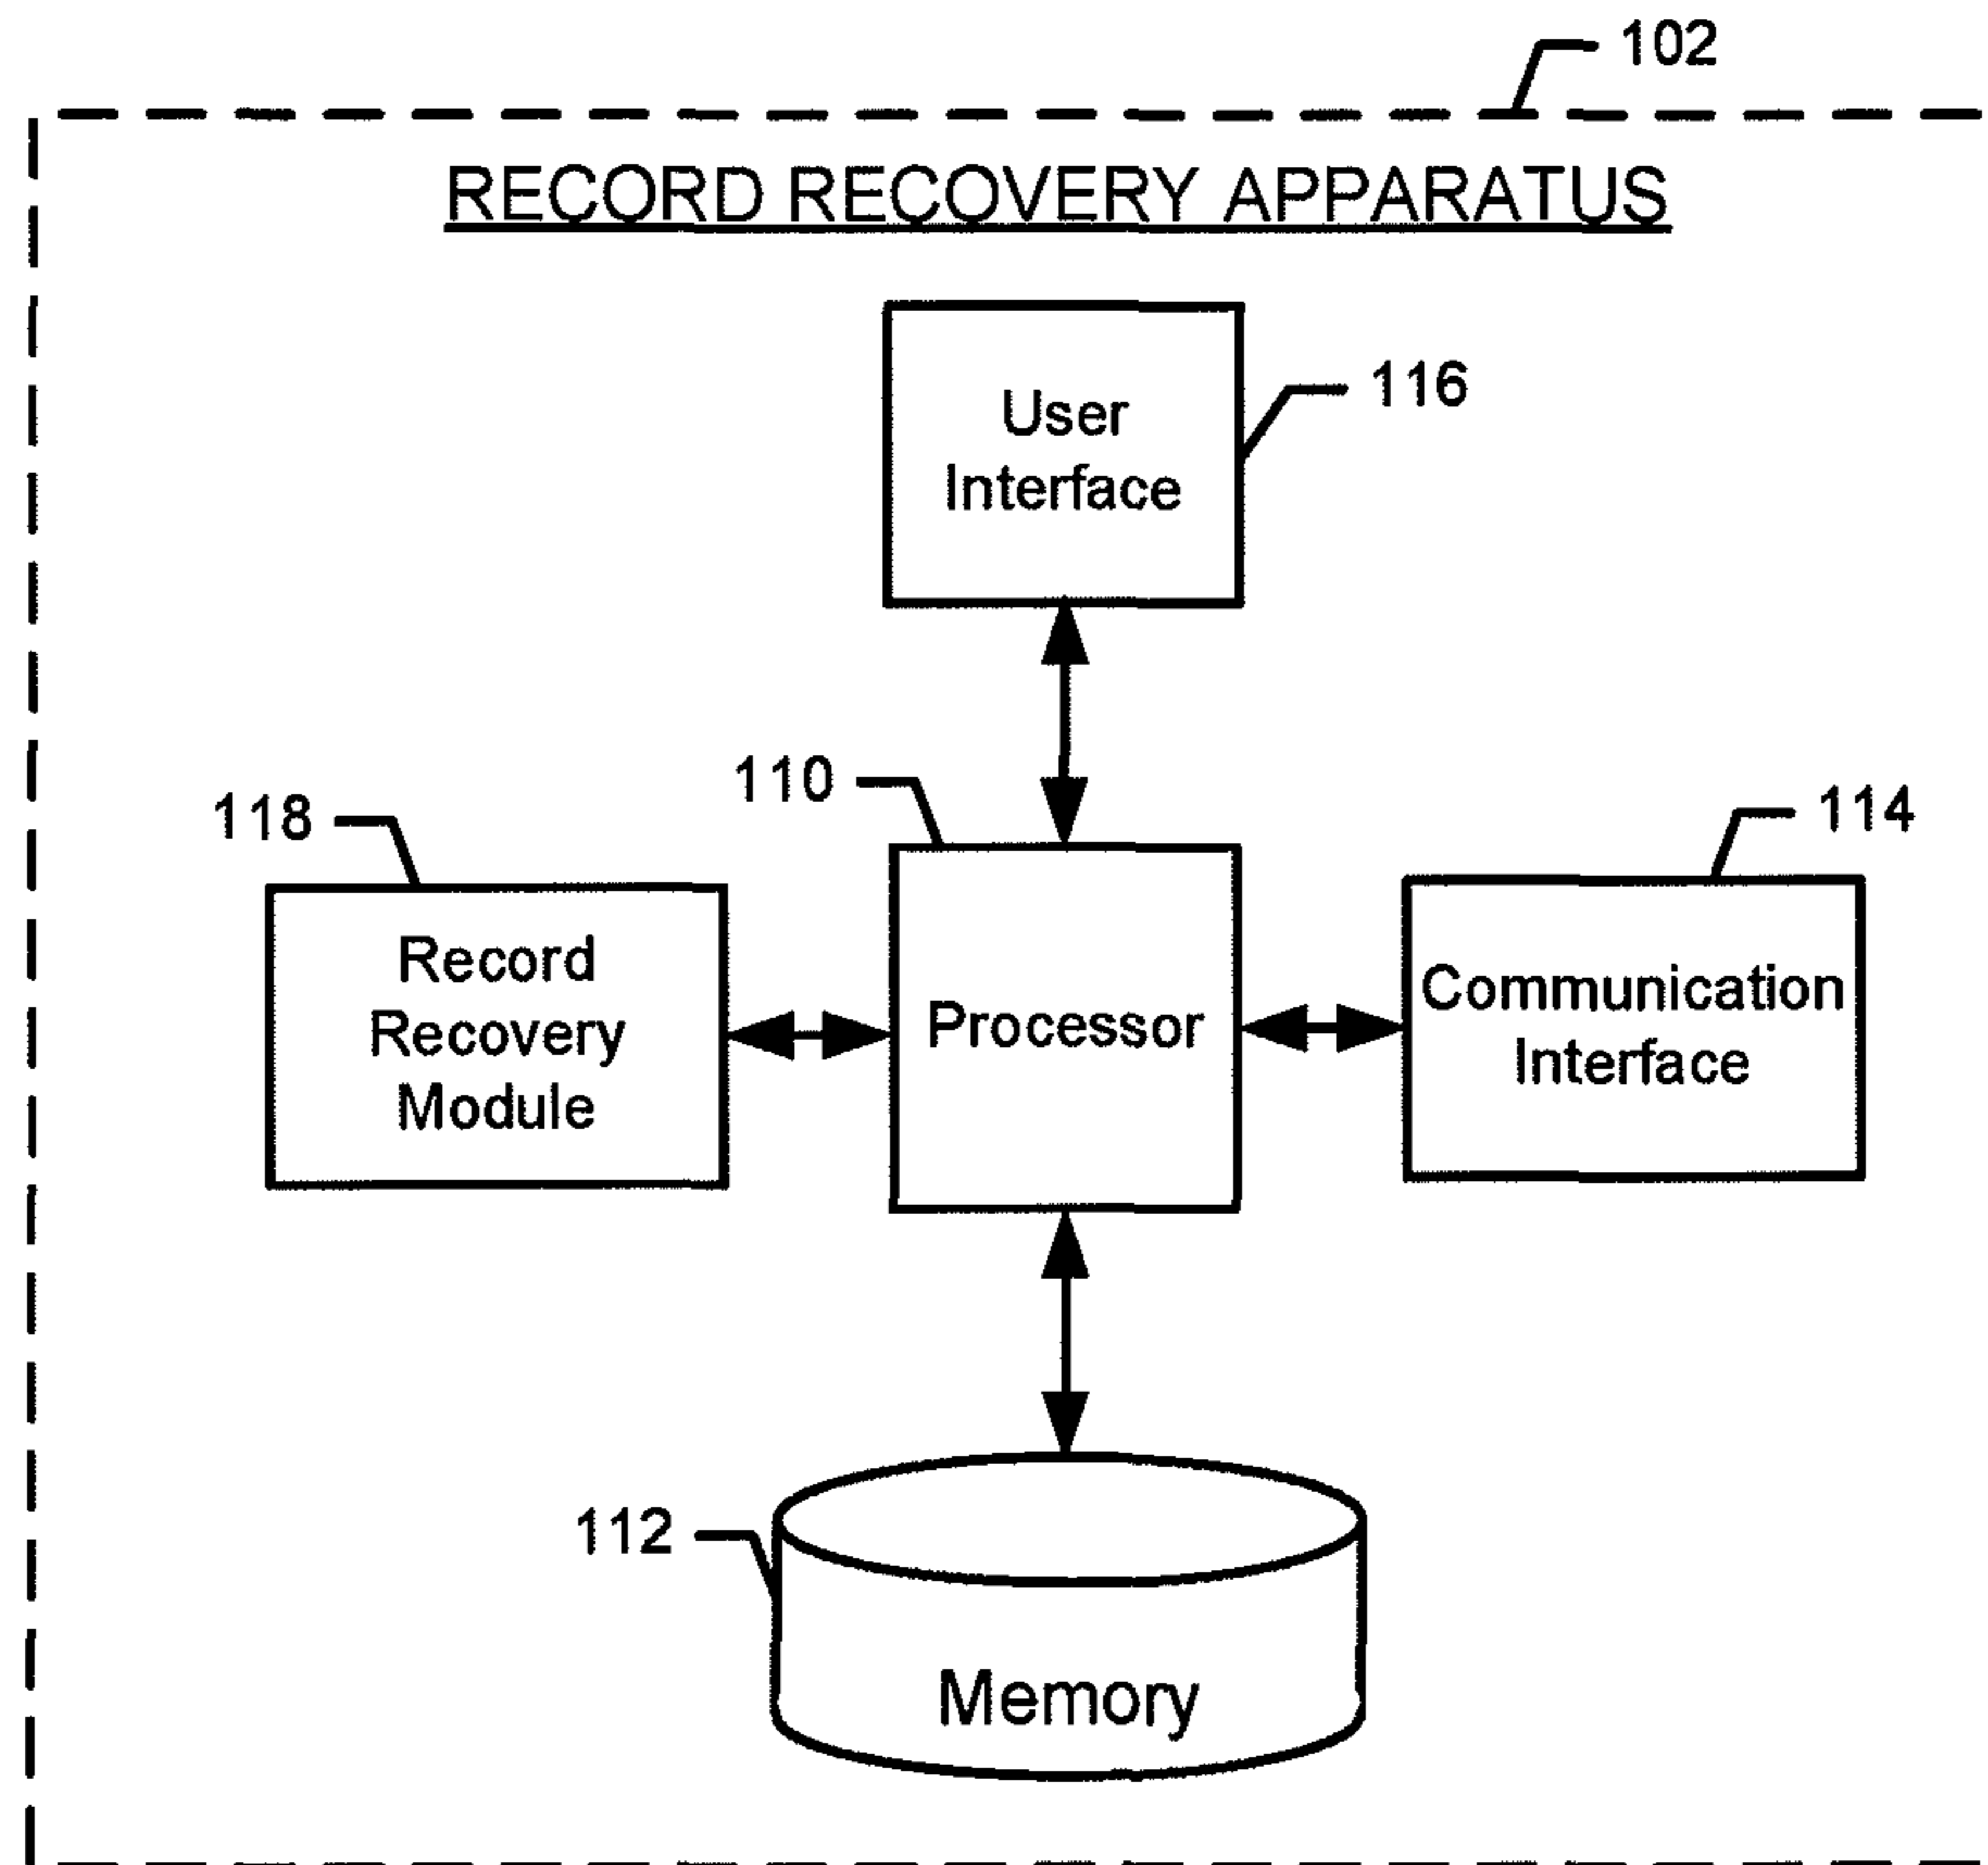 102
RECORD RECOVERY APPARATUS
User
Interface
116
110
118
114
Record
Recovery
Module
Processor
Communication
Interface
112
Memory